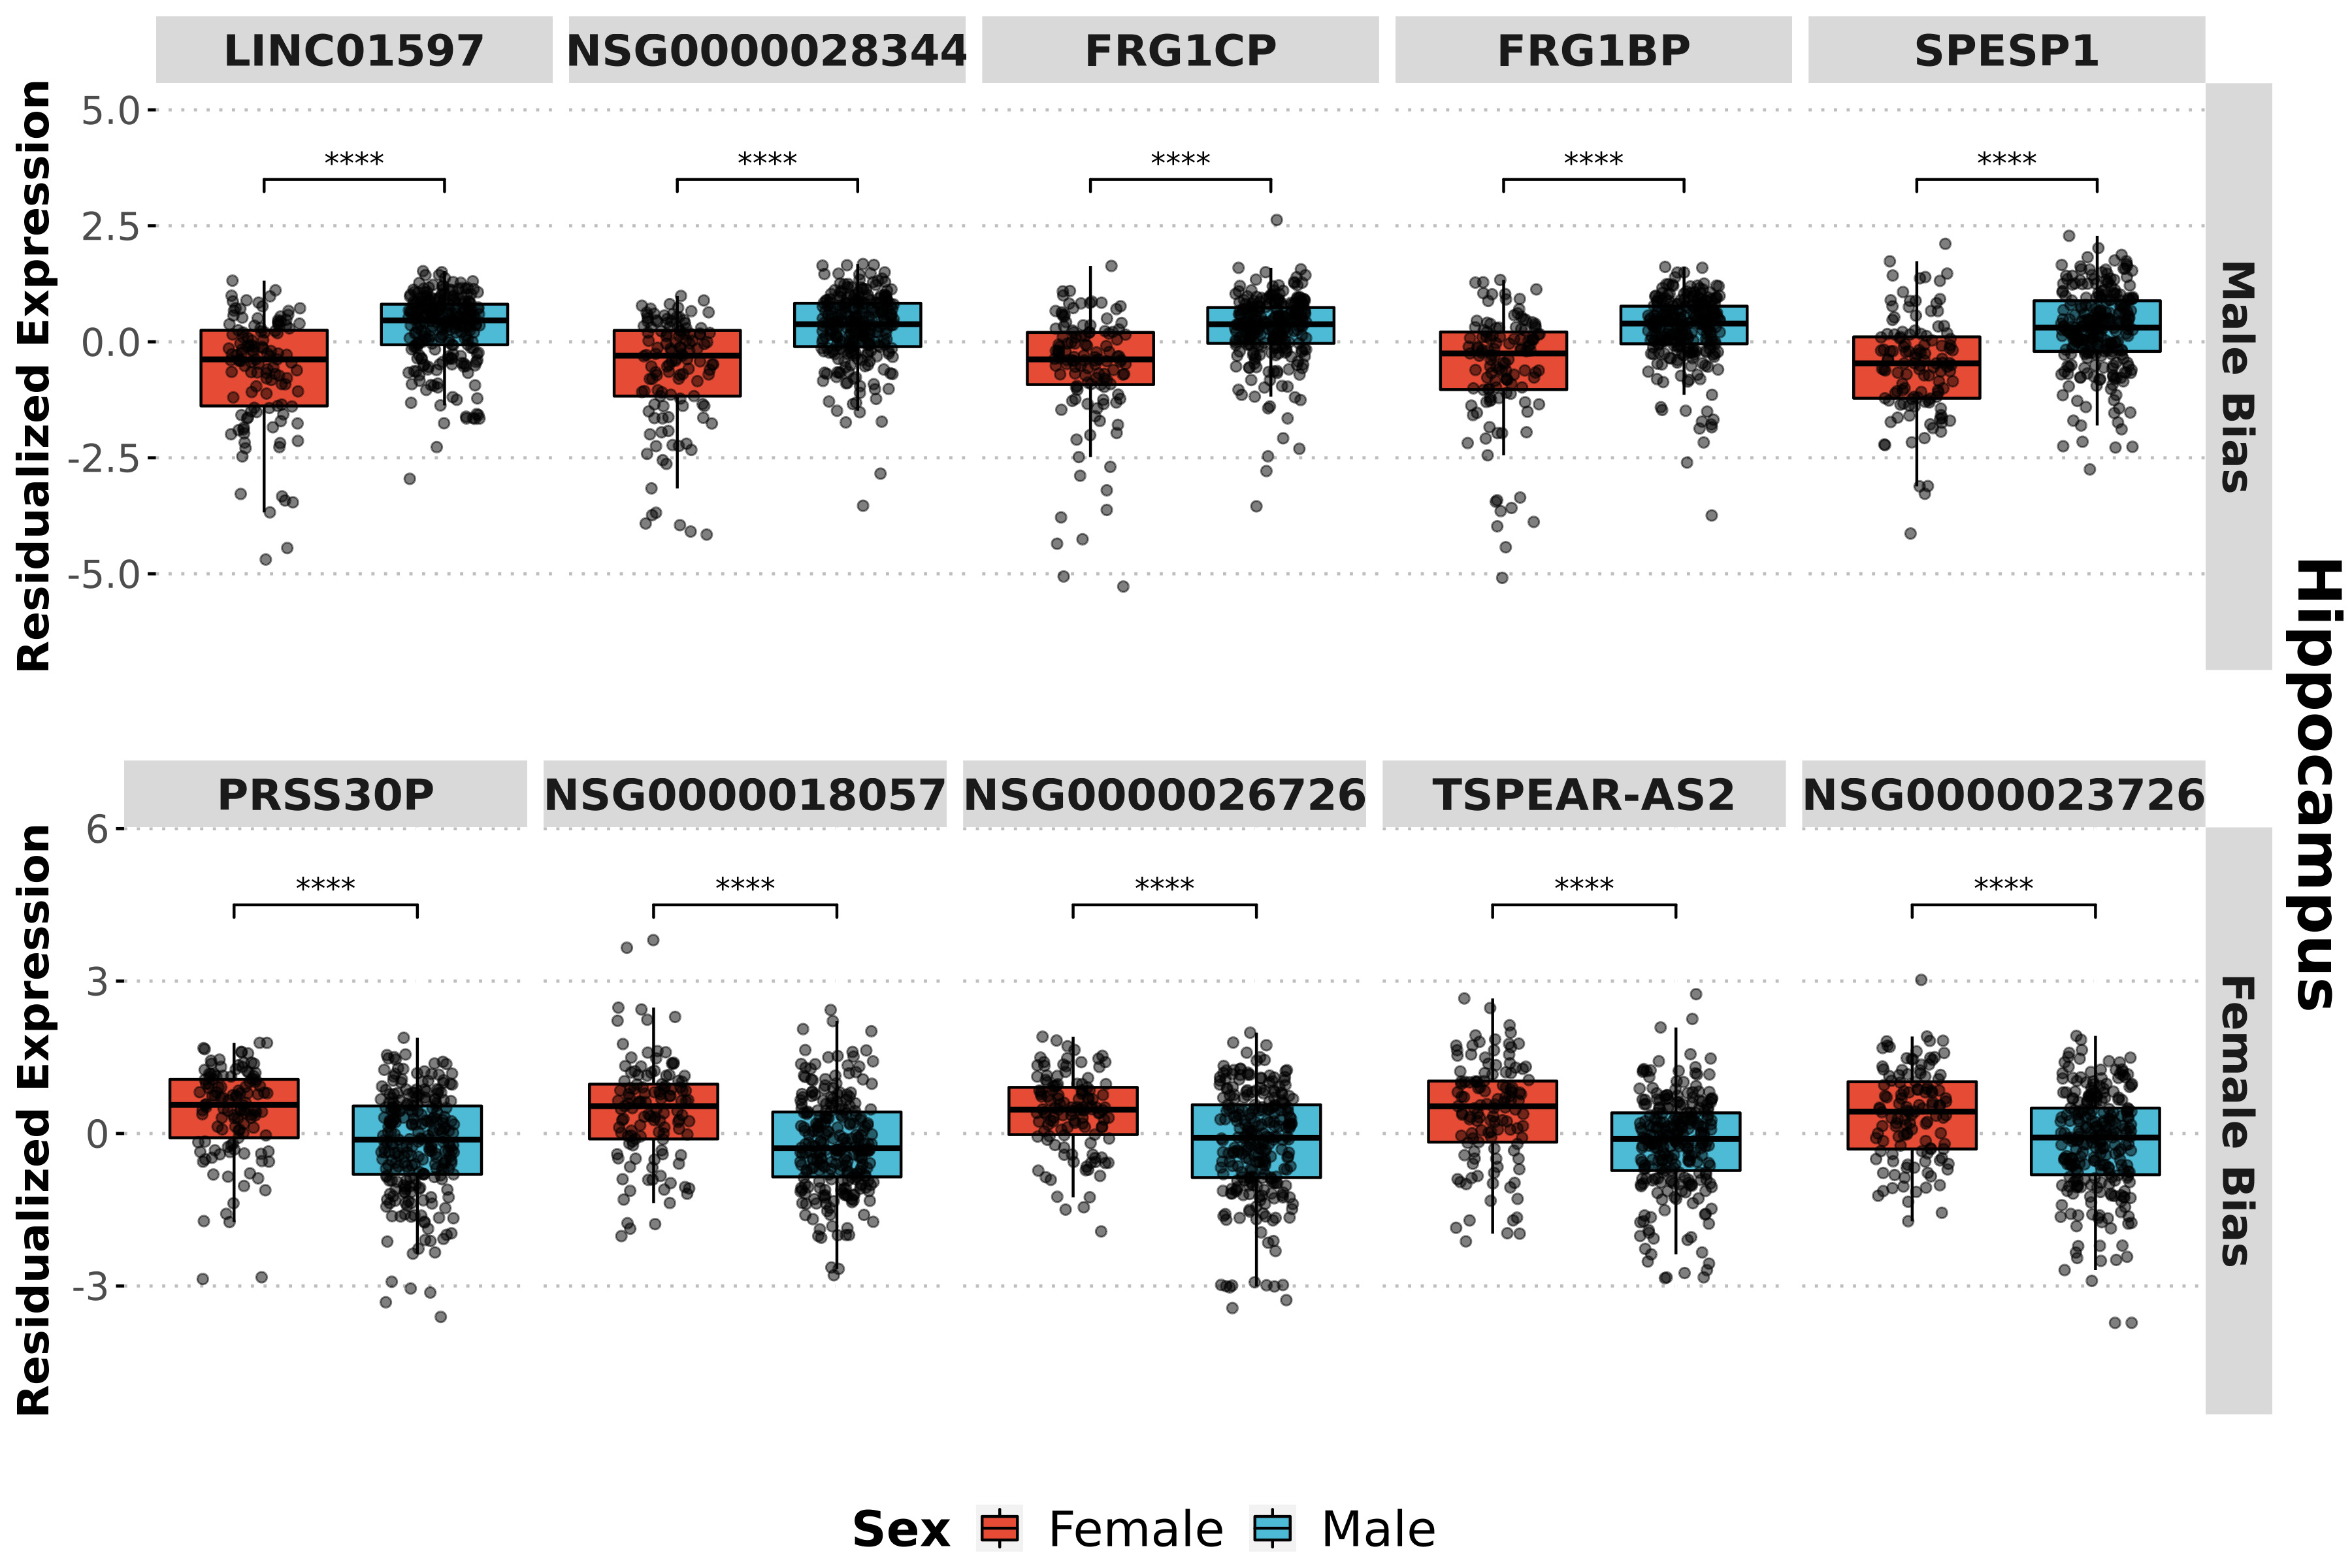 LINC01597 NSG0000028344 FRG1CP FRG1BP SPESP1
Residualized Expression
5.0
2.5
0.0
-2.5
-5.0
**** **** **** **** ****
Male Bias
Hippocampus
PRSS30P NSG0000018057 NSG0000026726 TSPEAR-AS2 NSG0000023726
Residualized Expression
6
3
0
-3
**** **** **** **** ****
Female Bias
Sex Female Male